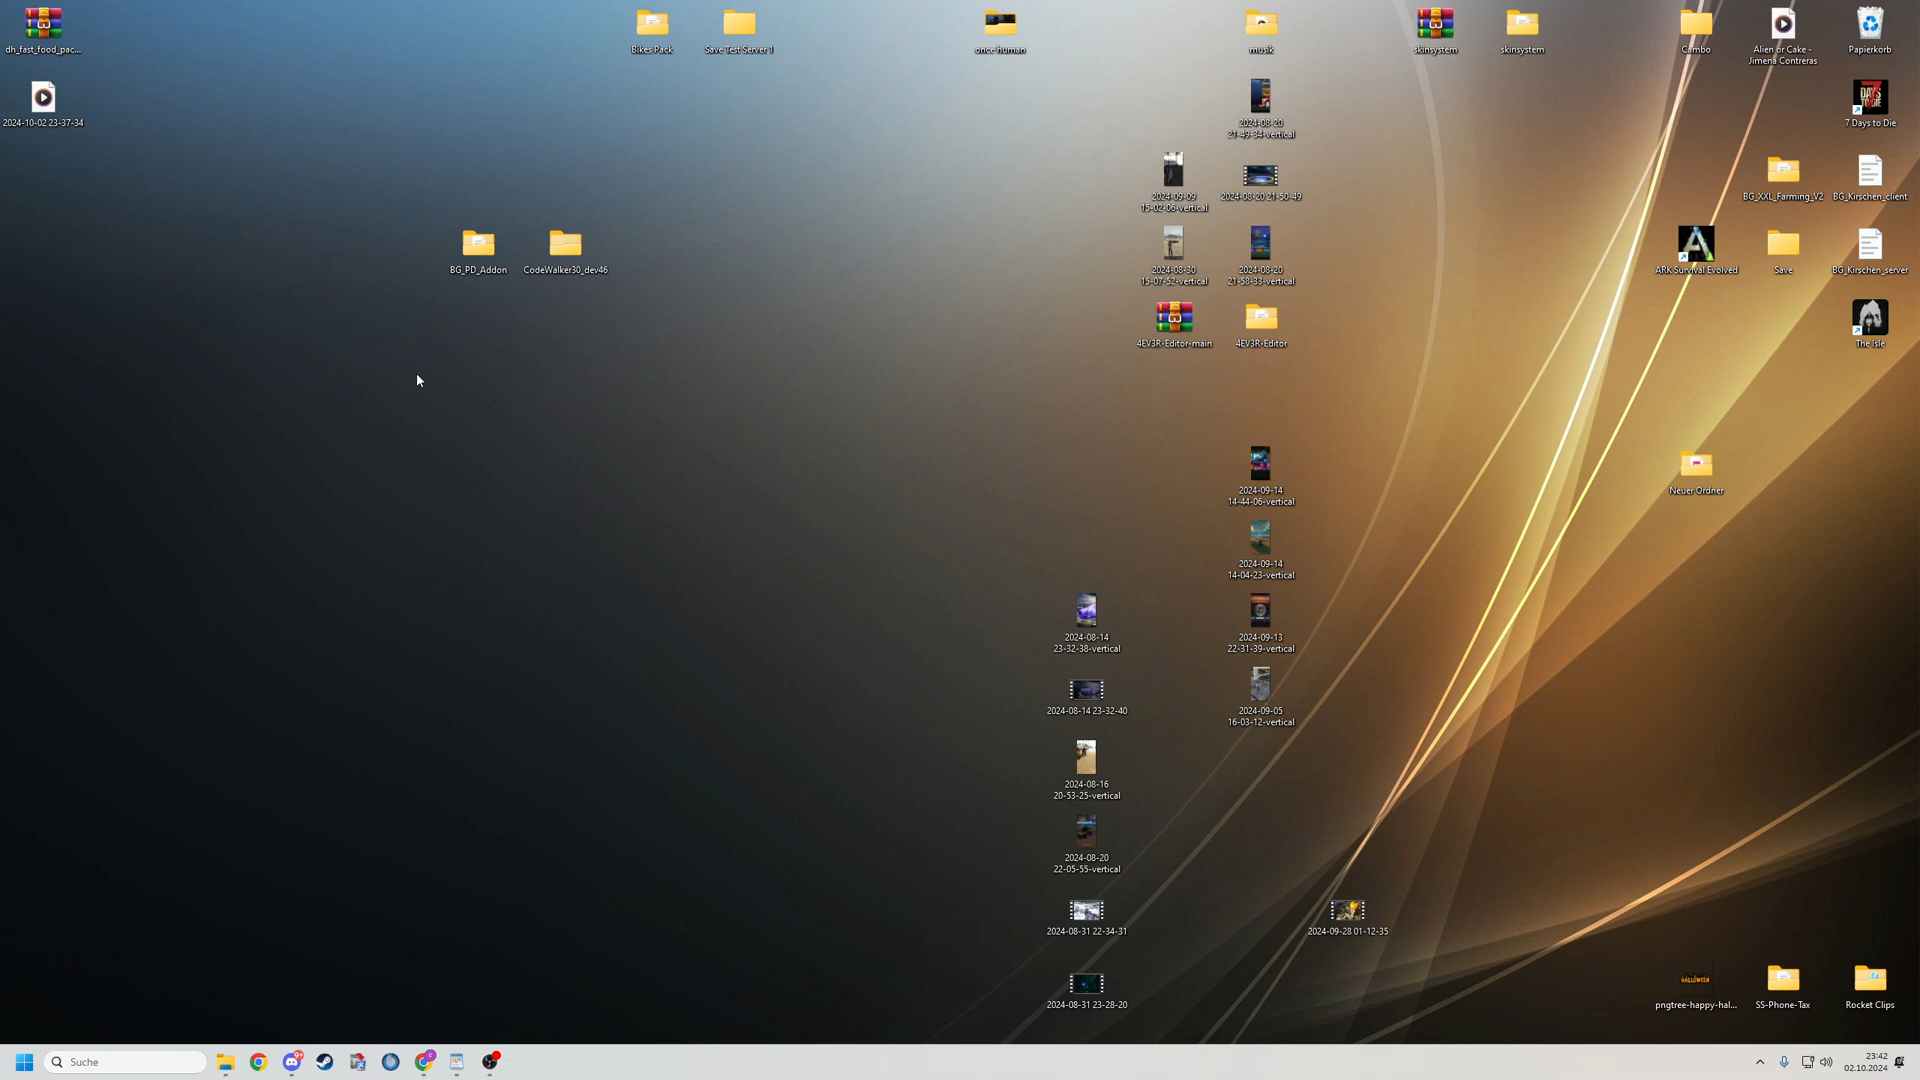 dh_fast_food_pac...
Bikes Pack
Save Test Server 1
once human
musik
skinsystem
skinsystem
Cambo
Alien or Cake -
Jimena Contreras
Papierkorb
2024-10-02 23-37-34
2024-08-20
21-49-34-vertical
7 Days to Die
2024-09-09
15-02-06-vertical
2024-08-20 21-50-49
BG_XXL_Farming_V2
BG_Kirschen_client
BG_PD_Addon
CodeWalker30_dev46
2024-08-30
15-07-52-vertical
2024-08-20
21-58-33-vertical
ARK Survival Evolved
Save
BG_Kirschen_server
4EV3R-Editor-main
4EV3R-Editor
The Isle
2024-09-14
14-44-06-vertical
Neuer Ordner
2024-09-14
14-04-23-vertical
2024-08-14
23-32-38-vertical
2024-09-13
22-31-39-vertical
2024-08-14 23-32-40
2024-09-05
16-03-12-vertical
2024-08-16
20-53-25-vertical
2024-08-20
22-05-55-vertical
2024-08-31 22-34-31
2024-09-28 01-12-35
2024-08-31 23-28-20
HALLOWEEN
pngtree-happy-hal...
SS-Phone-Tax
Rocket Clips
Suche
9+
23:42
02.10.2024